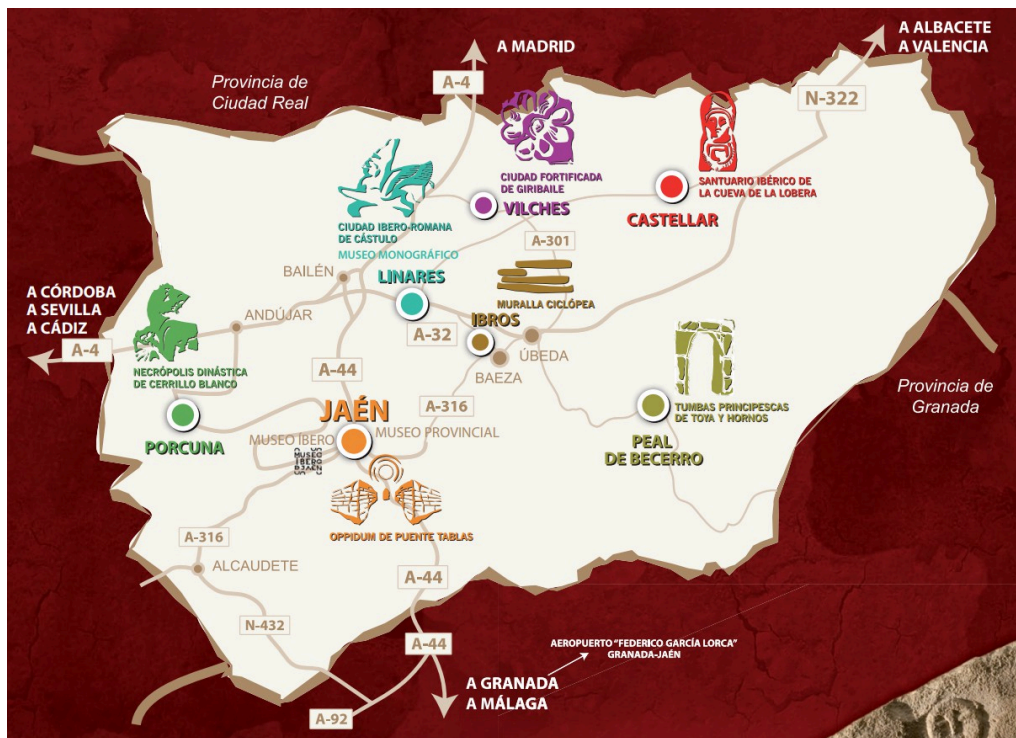 A ALBACETE
A VALENCIA
A MADRID
Provincia de
Ciudad Real
A-4
N-322
CIUDAD FORTIFICADA
DE GIRIBAILE
VILCHES
SANTUARIO IBÉRICO DE
LA CUEVA DE LA LOBERA
CASTELLAR
CIUDAD IBERO-ROMANA
DE CÁSTULO
MUSEO MONOGRÁFICO
LINARES
A-301
BAILÉN
MURALLA CICLÓPEA
IBROS
A CÓRDOBA
A SEVILLA
A CÁDIZ
A-4
ANDÚJAR
A-32
ÚBEDA
BAEZA
NECRÓPOLIS DINÁSTICA
DE CERRILLO BLANCO
PORCUNA
A-44
JAÉN
A-316
MUSEO ÍBERO
MUSEO PROVINCIAL
MUSEO
IBERO
DJAEN
TUMBAS PRINCIPESCAS
DE TOYA Y HORNOS
PEAL
DE BECERRO
Provincia de
Granada
OPPIDUM DE PUENTE TABLAS
A-316
ALCAUDETE
A-44
N-432
A-44
AEROPUERTO "FEDERICO GARCÍA LORCA"
GRANADA-JAÉN
A GRANADA
A MÁLAGA
A-92